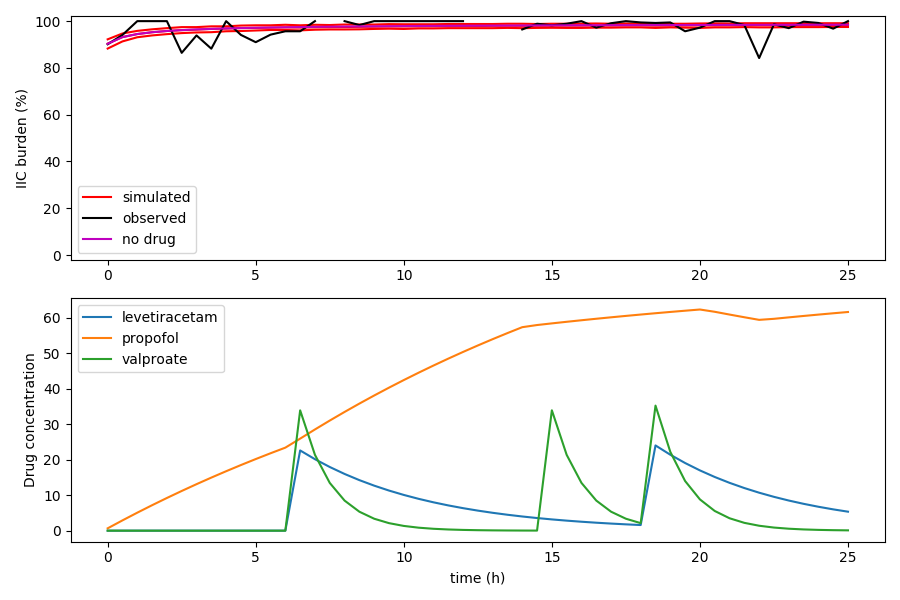 100
80
60
40
20
0
IIC burden (%)
simulated
observed
no drug
0 5 10 15 20 25
60
50
40
30
20
10
0
Drug concentration
levetiracetam
propofol
valproate
0 5 10 15 20 25
time (h)